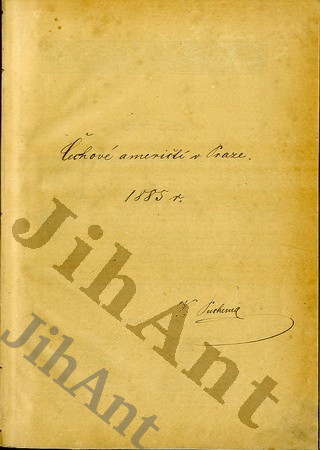 Čechové američtí v Praze.
1885 r.
JihAnt
JihAnt